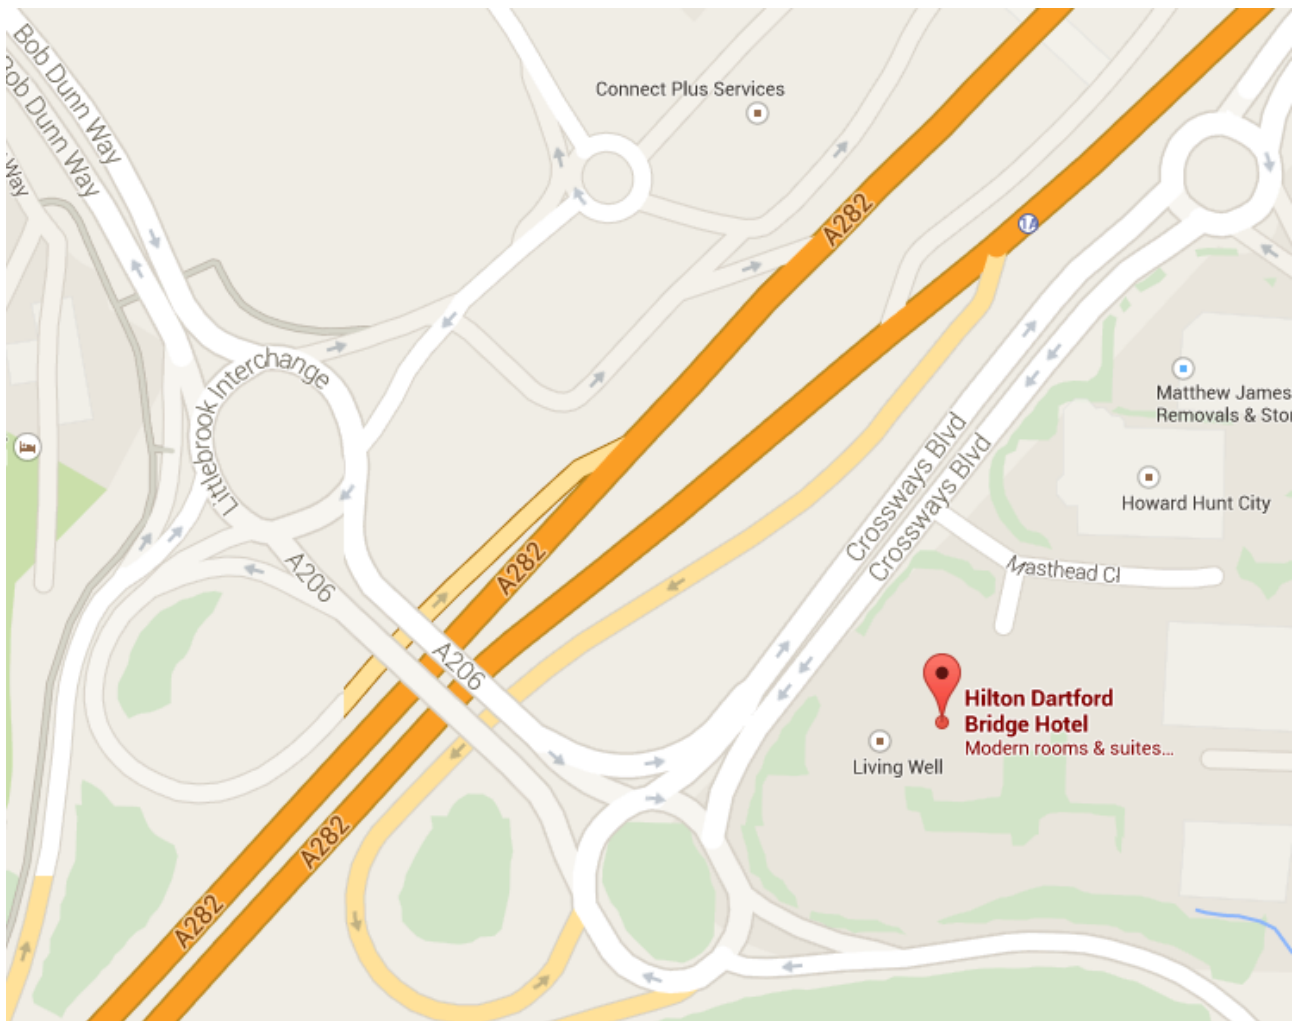 Bob Dunn Way
Bob Dunn Way
Way
Connect Plus Services
A282
1A
Littlebrook Interchange
Matthew James
Removals & Stor
Crossways Blvd
Crossways Blvd
Howard Hunt City
A206
A282
Masthead Cl
A206
Hilton Dartford
Bridge Hotel
Modern rooms & suites...
Living Well
A282
A282